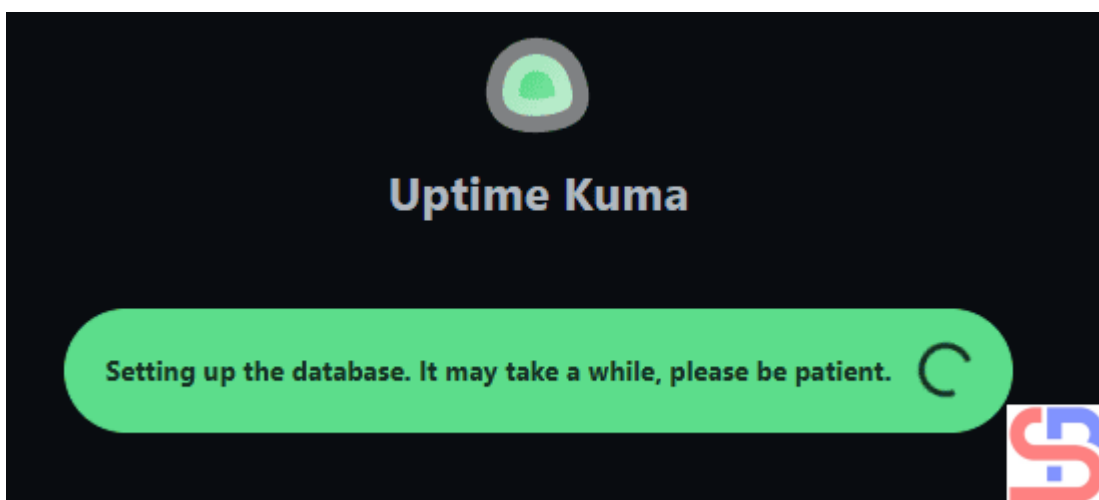 Uptime Kuma
Setting up the database. It may take a while, please be patient.